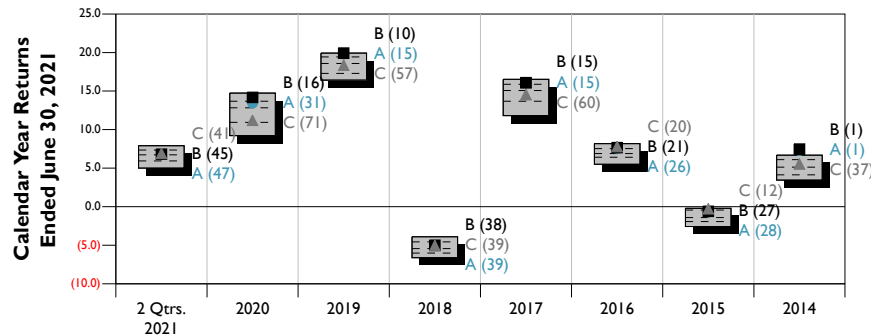 Calendar Year Returns
Ended June 30, 2021
25.0
20.0
15.0
10.0
5.0
0.0
(5.0)
(10.0)
C (41)
B (45)
A (47)
B (16)
A (31)
C (71)
B (10)
A (15)
C (57)
B (38)
C (39)
A (39)
B (15)
A (15)
C (60)
C (20)
B (21)
A (26)
C (12)
B (27)
A (28)
B (1)
A (1)
C (37)
2 Qtrs.
2021
2020
2019
2018
2017
2016
2015
2014